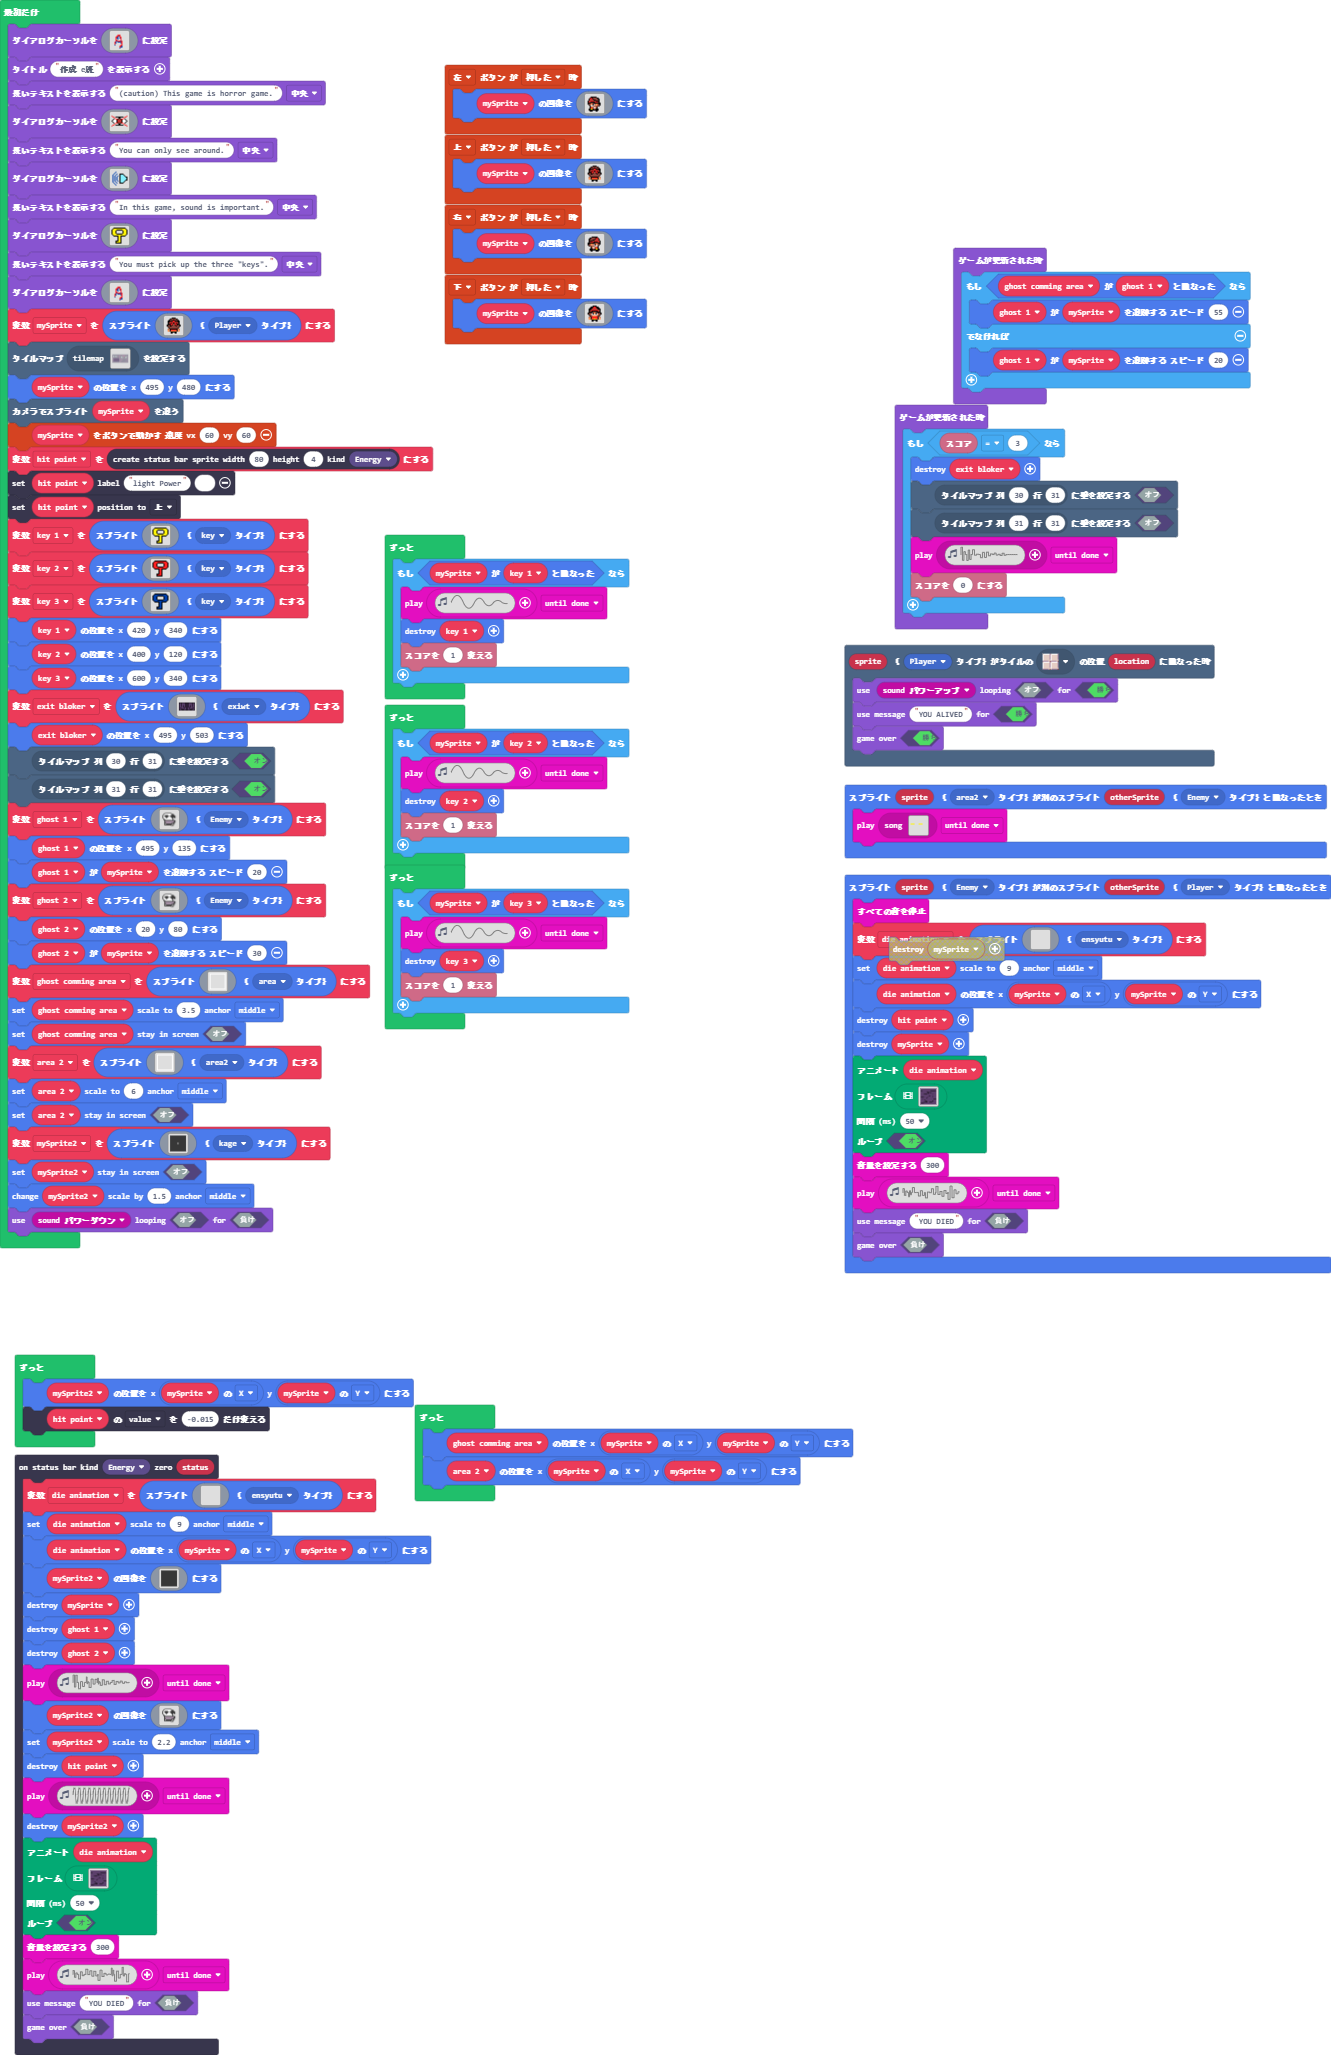 最初だけ
ダイアログカーソルを に設定
タイトル "作成 c班" を表示する
長いテキストを表示する "(caution) This game is horror game." 中央
ダイアログカーソルを に設定
長いテキストを表示する "You can only see around." 中央
ダイアログカーソルを に設定
長いテキストを表示する "In this game, sound is important." 中央
ダイアログカーソルを に設定
長いテキストを表示する "You must pick up the three "keys"." 中央
ダイアログカーソルを に設定
変数 mySprite を スプライト ( Player タイプ) にする
タイルマップ tilemap を設定する
mySprite の位置を x 495 y 480 にする
カメラでスプライト mySprite を追う
mySprite をボタンで動かす 速度 vx 60 vy 60
変数 hit point を create status bar sprite width 80 height 4 kind Energy にする
set hit point label "light Power"
set hit point position to 上
変数 key 1 を スプライト ( key タイプ) にする
変数 key 2 を スプライト ( key タイプ) にする
変数 key 3 を スプライト ( key タイプ) にする
key 1 の位置を x 420 y 340 にする
key 2 の位置を x 400 y 120 にする
key 3 の位置を x 600 y 340 にする
変数 exit bloker を スプライト ( exiwt タイプ) にする
exit bloker の位置を x 495 y 503 にする
タイルマップ 列 30 行 31 に壁を設定する オン
タイルマップ 列 31 行 31 に壁を設定する オン
変数 ghost 1 を スプライト ( Enemy タイプ) にする
ghost 1 の位置を x 495 y 135 にする
ghost 1 が mySprite を追跡する スピード 20
変数 ghost 2 を スプライト ( Enemy タイプ) にする
ghost 2 の位置を x 20 y 80 にする
ghost 2 が mySprite を追跡する スピード 30
変数 ghost comming area を スプライト ( area タイプ) にする
set ghost comming area scale to 3.5 anchor middle
set ghost comming area stay in screen オフ
変数 area 2 を スプライト ( area2 タイプ) にする
set area 2 scale to 6 anchor middle
set area 2 stay in screen オフ
変数 mySprite2 を スプライト ( kage タイプ) にする
set mySprite2 stay in screen オフ
change mySprite2 scale by 1.5 anchor middle
use sound パワーダウン looping オフ for 負け
左 ボタン が 押した 時
mySprite の画像を にする
上 ボタン が 押した 時
mySprite の画像を にする
右 ボタン が 押した 時
mySprite の画像を にする
下 ボタン が 押した 時
mySprite の画像を にする
ずっと
もし mySprite が key 1 と重なった なら
play until done
destroy key 1
スコアを 1 変える
ずっと
もし mySprite が key 2 と重なった なら
play until done
destroy key 2
スコアを 1 変える
ずっと
もし mySprite が key 3 と重なった なら
play until done
destroy key 3
スコアを 1 変える
ゲームが更新された時
もし ghost comming area が ghost 1 と重なった なら
ghost 1 が mySprite を追跡する スピード 55
でなければ
ghost 1 が mySprite を追跡する スピード 20
ゲームが更新された時
もし スコア = 3 なら
destroy exit bloker
タイルマップ 列 30 行 31 に壁を設定する オフ
タイルマップ 列 31 行 31 に壁を設定する オフ
play until done
スコアを 0 にする
sprite ( Player タイプ) がタイルの の位置 location に重なった時
use sound パワーアップ looping オフ for 勝ち
use message "YOU ALIVED" for 勝ち
game over 勝ち
スプライト sprite ( area2 タイプ) が別のスプライト otherSprite ( Enemy タイプ) と重なったとき
play song until done
スプライト sprite ( Enemy タイプ) が別のスプライト otherSprite ( Player タイプ) と重なったとき
すべての音を停止
変数 die animation を スプライト ( ensyutu タイプ) にする
destroy mySprite
set die animation scale to 9 anchor middle
die animation の位置を x mySprite の X y mySprite の Y にする
destroy hit point
destroy mySprite
アニメート die animation
フレーム
間隔 (ms) 50
ループ オン
音量を設定する 300
play until done
use message "YOU DIED" for 負け
game over 負け
ずっと
mySprite2 の位置を x mySprite の X y mySprite の Y にする
hit point の value を -0.015 だけ変える
ずっと
ghost comming area の位置を x mySprite の X y mySprite の Y にする
area 2 の位置を x mySprite の X y mySprite の Y にする
on status bar kind Energy zero status
変数 die animation を スプライト ( ensyutu タイプ) にする
set die animation scale to 9 anchor middle
die animation の位置を x mySprite の X y mySprite の Y にする
mySprite2 の画像を にする
destroy mySprite
destroy ghost 1
destroy ghost 2
play until done
mySprite2 の画像を にする
set mySprite2 scale to 2.2 anchor middle
destroy hit point
play until done
destroy mySprite2
アニメート die animation
フレーム
間隔 (ms) 50
ループ オン
音量を設定する 300
play until done
use message "YOU DIED" for 負け
game over 負け